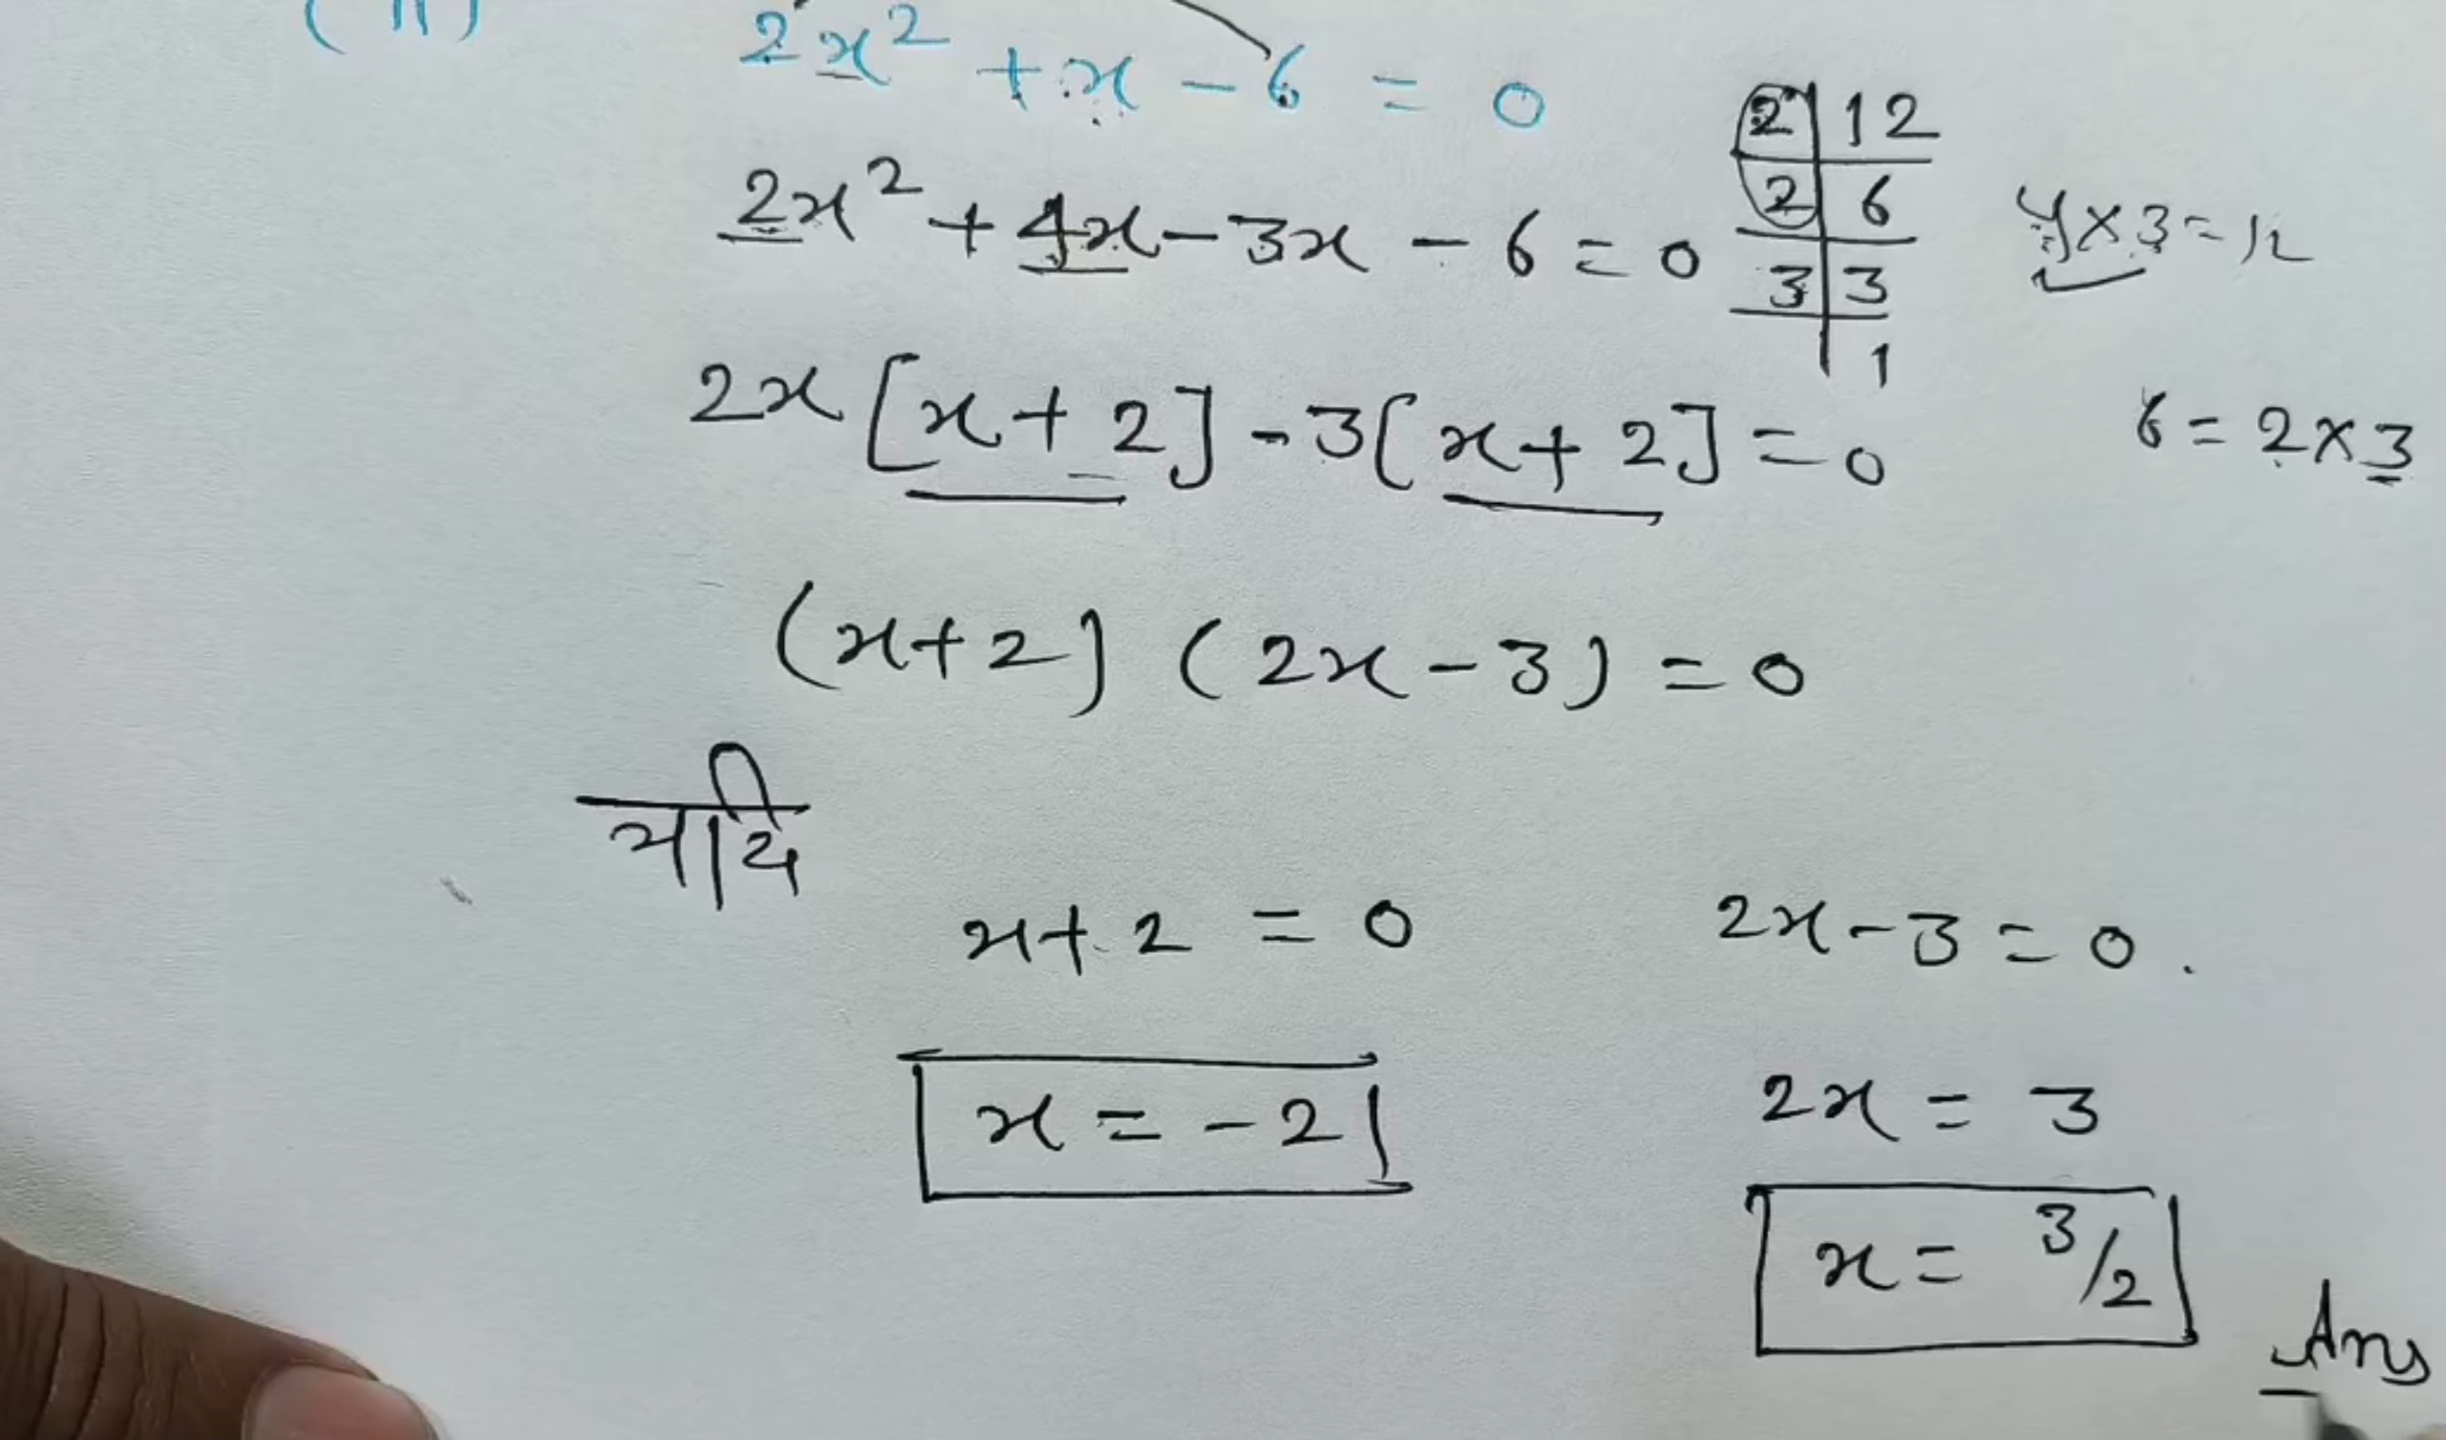 (ii) 2x² + x - 6 = 0
2x² + 4x - 3x - 6 = 0
2 | 12
2 | 6
3 | 3
1
4 × 3 = 12
2x [x + 2] - 3 [x + 2] = 0
6 = 2 × 3
(x + 2) (2x - 3) = 0
यदि
x + 2 = 0
2x - 3 = 0.
x = -2
2x = 3
x = 3/2
Ans